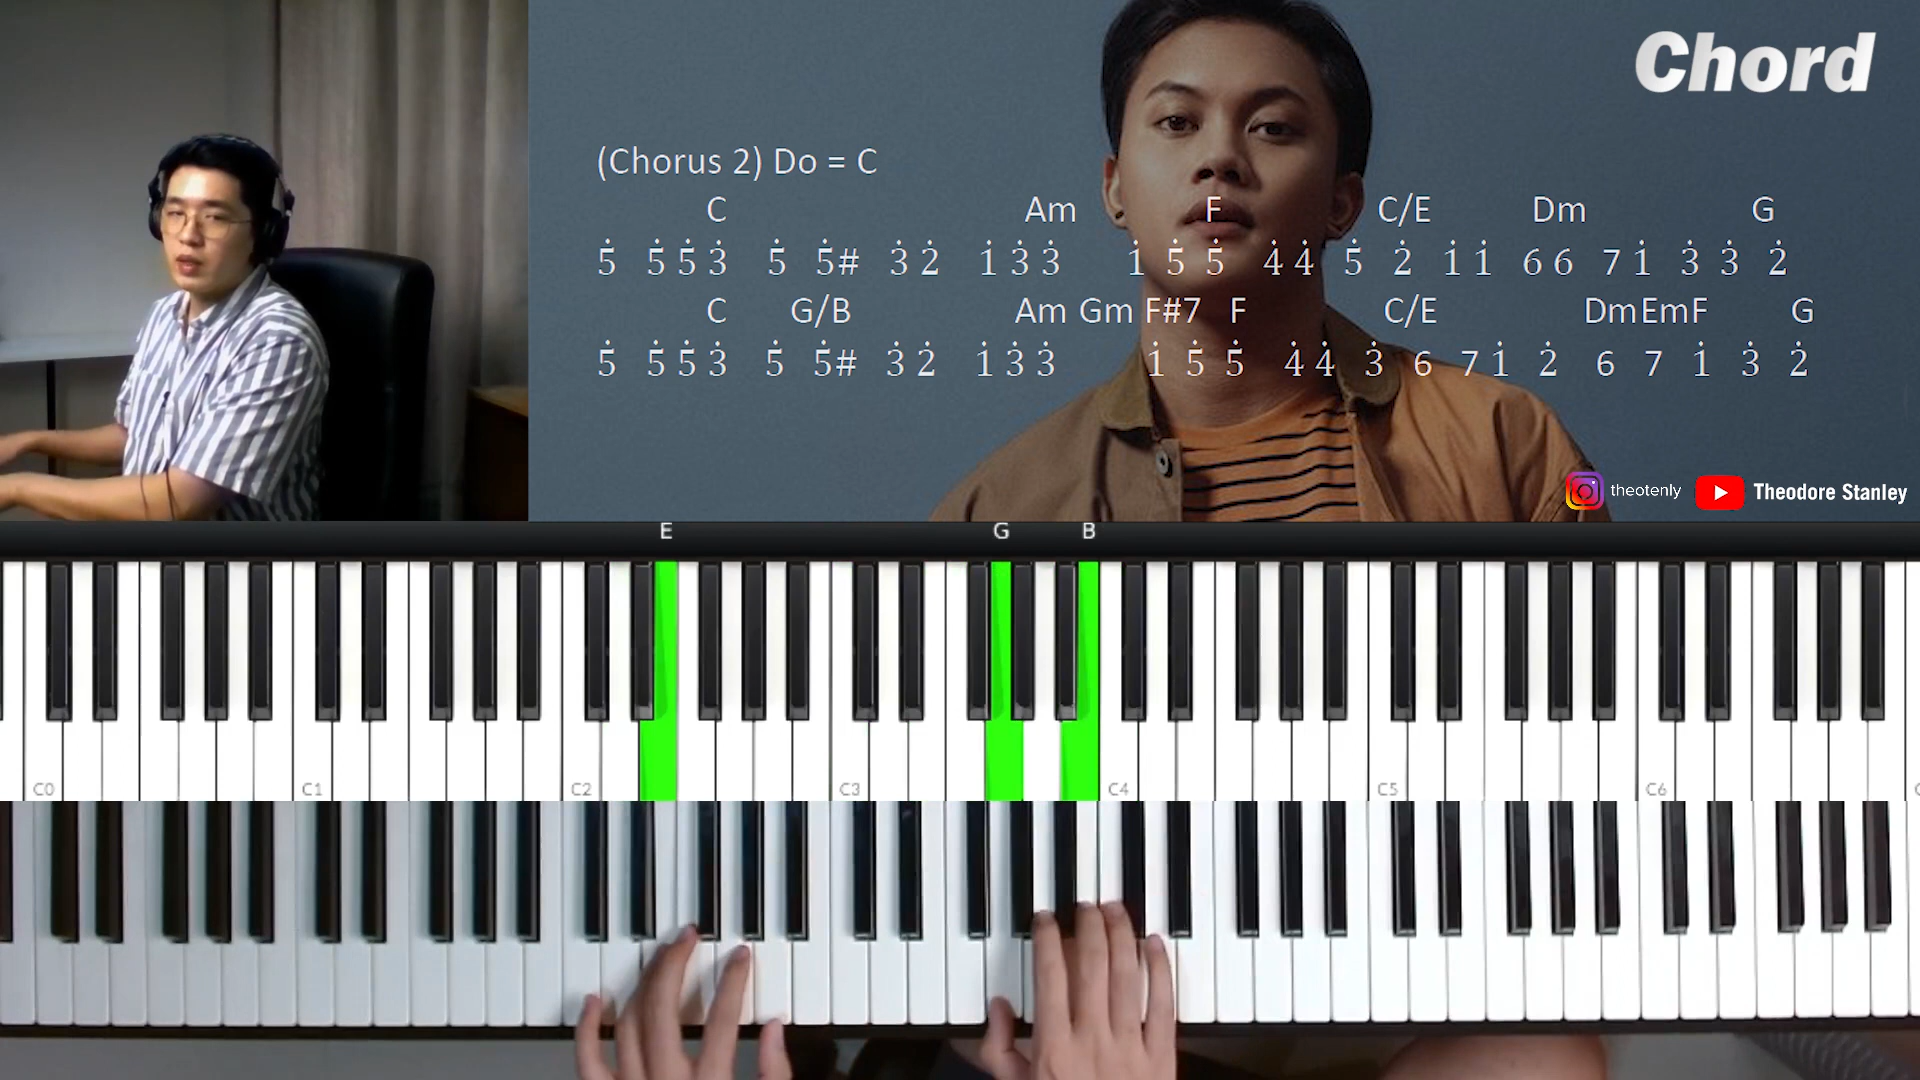 Chord
(Chorus 2) Do = C
C Am F C/E Dm G
5̇ 5̇ 5̇ 3̇ 5̇ 5̇# 3̇ 2̇ 1̇ 3̇ 3̇ 1̇ 5̇ 5̇ 4̇ 4̇ 5̇ 2̇ 1̇ 1̇ 6 6 7 1̇ 3̇ 3̇ 2̇
C G/B Am Gm F#7 F C/E Dm Em F G
5̇ 5̇ 5̇ 3̇ 5̇ 5̇# 3̇ 2̇ 1̇ 3̇ 3̇ 1̇ 5̇ 5̇ 4̇ 4̇ 3̇ 6 7 1̇ 2̇ 6 7 1̇ 3̇ 2̇
theotenly Theodore Stanley
E G B
C0 C1 C2 C3 C4 C5 C6